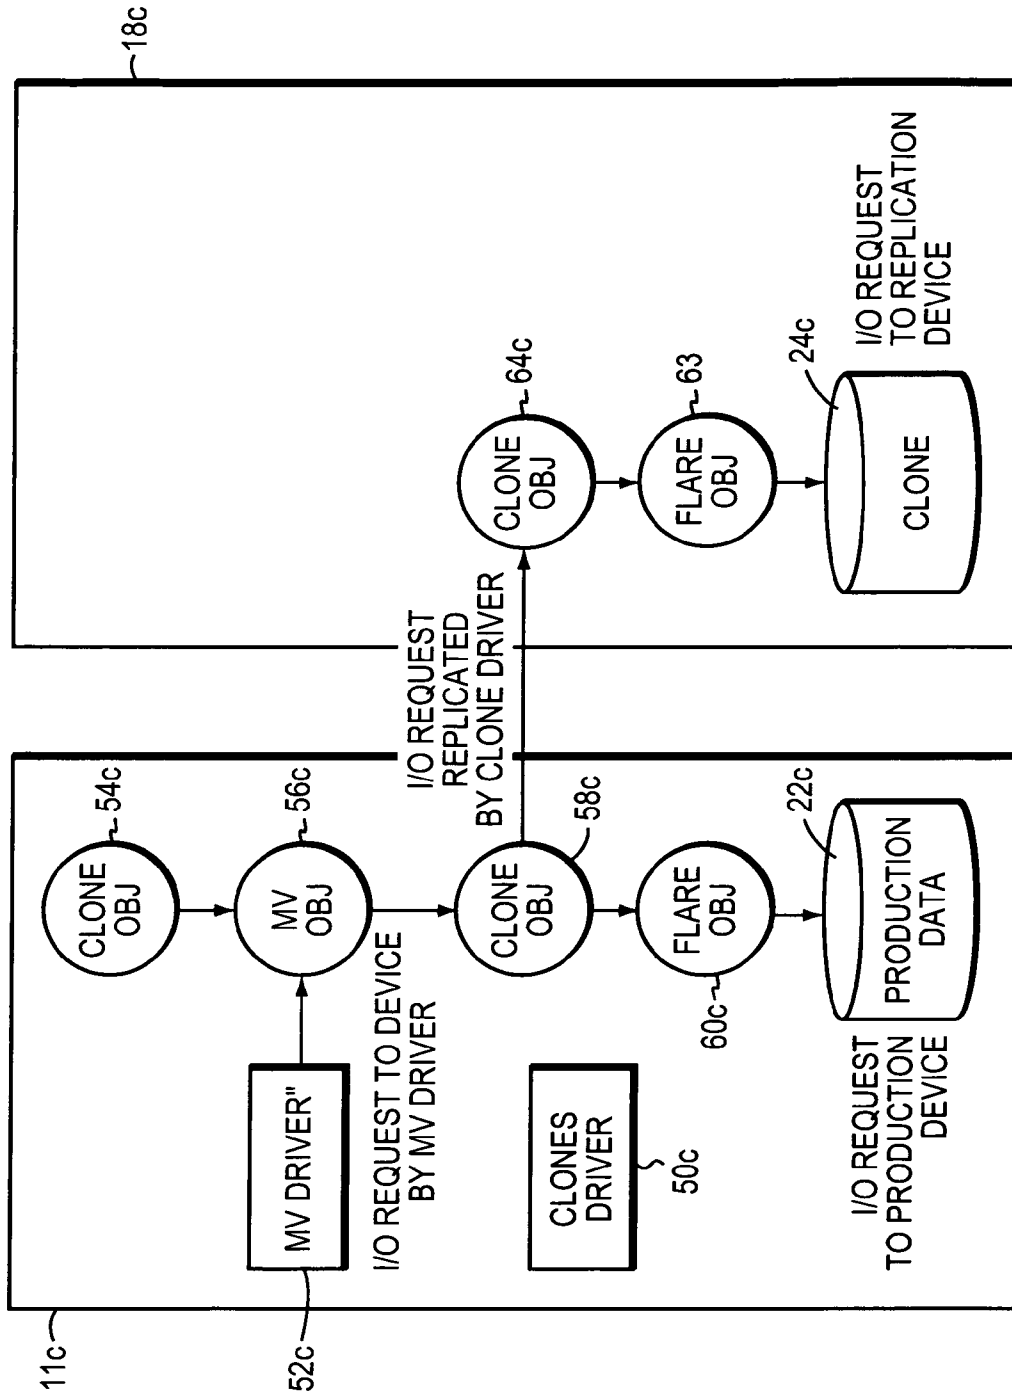 11c
52c
MV DRIVER"
CLONE
OBJ
54c
MV
OBJ
56c
I/O REQUEST TO DEVICE
BY MV DRIVER
CLONES
DRIVER
50c
CLONE
OBJ
58c
FLARE
OBJ
60c
PRODUCTION
DATA
22c
I/O REQUEST
TO PRODUCTION
DEVICE
I/O REQUEST
REPLICATED
BY CLONE DRIVER
18c
CLONE
OBJ
64c
FLARE
OBJ
63
CLONE
24c
I/O REQUEST
TO REPLICATION
DEVICE